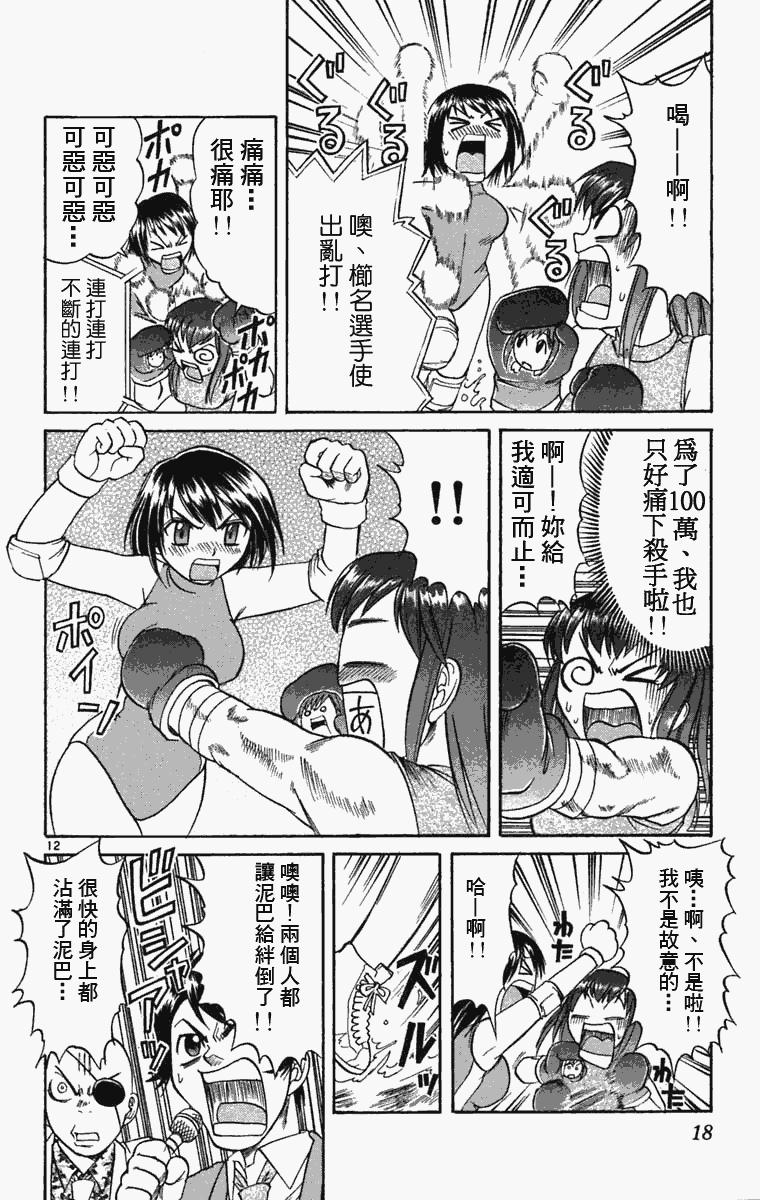 喝——啊!!
ぐる
ぐる
ぐる
ぐる
噢、櫛名選手使
出亂打!!
痛痛…
很痛耶!!
可惡可惡
可惡可惡…
ポカ
ポカ
ポカ
連打連打
不斷的連打!!
為了100萬、我也
只好痛下殺手啦!!
啊—!妳給
我適可而止…
!!
あ
ポイン
12
咦…啊、不是啦!!
我不是故意的…
哈—啊!!
わた
わた
ズルッ
噢噢!兩個人都
讓泥巴給絆倒了!!
ビシャアァッ
很快的身上都
沾滿了泥巴…
18